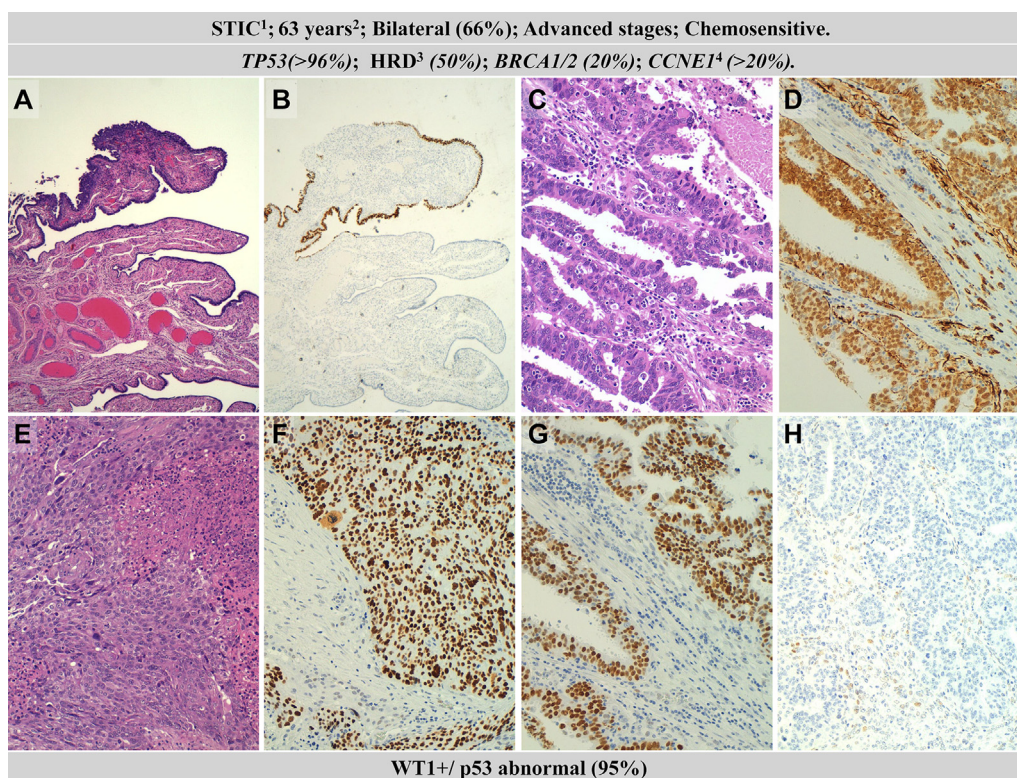 STIC¹; 63 years²; Bilateral (66%); Advanced stages; Chemosensitive.
TP53(>96%); HRD³ (50%); BRCA1/2 (20%); CCNE1⁴ (>20%).
A
B
C
D
E
F
G
H
WT1+/ p53 abnormal (95%)